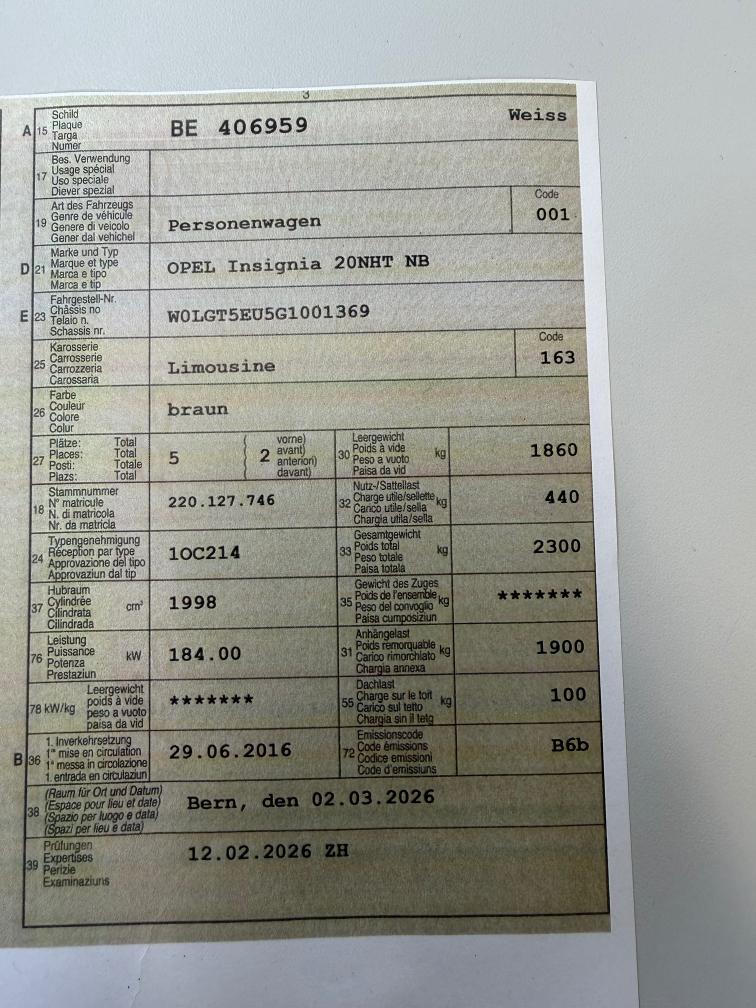 3
A 15 Schild
Plaque
Targa
Numer
BE 406959 Weiss
17 Bes. Verwendung
Usage spécial
Uso speciale
Diever spezial
19 Art des Fahrzeugs
Genre de véhicule
Genere di veicolo
Gener dal vehichel
Personenwagen
Code
001
D 21 Marke und Typ
Marque et type
Marca e tipo
Marca e tip
OPEL Insignia 20NHT NB
E 23 Fahrgestell-Nr.
Châssis no
Telaio n.
Schassis nr.
W0LGT5EU5G1001369
25 Karosserie
Carrosserie
Carrozzeria
Carossaria
Limousine
Code
163
26 Farbe
Couleur
Colore
Colur
braun
27 Plätze: Total
Places: Total
Posti: Totale
Plazs: Total
5
2
vorne)
avant)
anteriori)
davant)
30 Leergewicht
Poids à vide
Peso a vuoto
Paisa da vid
kg
1860
18 Stammnummer
N° matricule
N. di matricola
Nr. da matricla
220.127.746
32 Nutz-/Sattellast
Charge utile/sellette
Carico utile/sella
Chargia utila/sella
kg
440
24 Typengenehmigung
Réception par type
Approvazione del tipo
Approvaziun dal tip
1OC214
33 Gesamtgewicht
Poids total
Peso totale
Paisa totala
kg
2300
37 Hubraum
Cylindrée
Cilindrata
Cilindrada
cm³
1998
35 Gewicht des Zuges
Poids de l'ensemble
Peso del convoglio
Paisa cumposiziun
kg
*******
76 Leistung
Puissance
Potenza
Prestaziun
kW
184.00
31 Anhängelast
Poids remorquable
Carico rimorchiato
Chargia annexa
kg
1900
78 kW/kg
Leergewicht
poids à vide
peso a vuoto
paisa da vid
*******
55 Dachlast
Charge sur le toit
Carico sul tetto
Chargia sin il tetg
kg
100
B 36 1. Inverkehrsetzung
1re mise en circulation
1a messa in circolazione
1. entrada en circulaziun
29.06.2016
72 Emissionscode
Code émissions
Codice emissioni
Code d'emissiuns
B6b
38 (Raum für Ort und Datum)
(Espace pour lieu et date)
(Spazio per luogo e data)
(Spazi per lieu e data)
Bern, den 02.03.2026
39 Prüfungen
Expertises
Perizie
Examinaziuns
12.02.2026 ZH